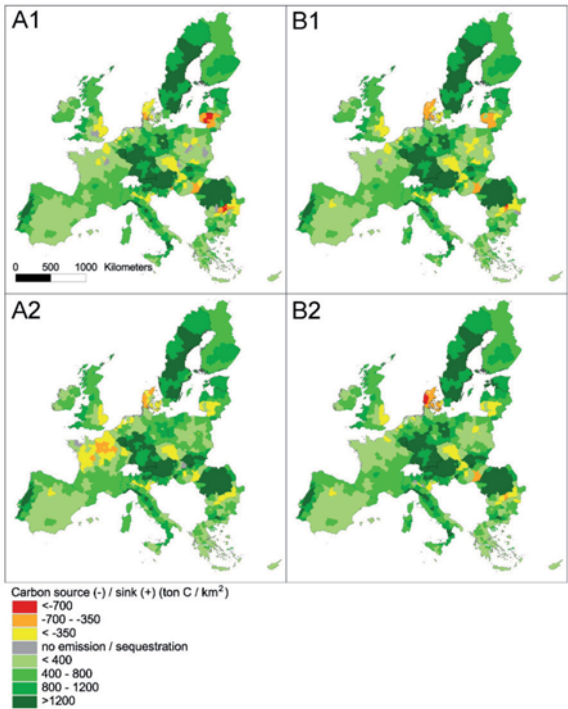 A1
B1
0 500 1000 Kilometers
A2
B2
Carbon source (-) / sink (+) (ton C / km²)
<-700
-700 - -350
< -350
no emission / sequestration
< 400
400 - 800
800 - 1200
>1200